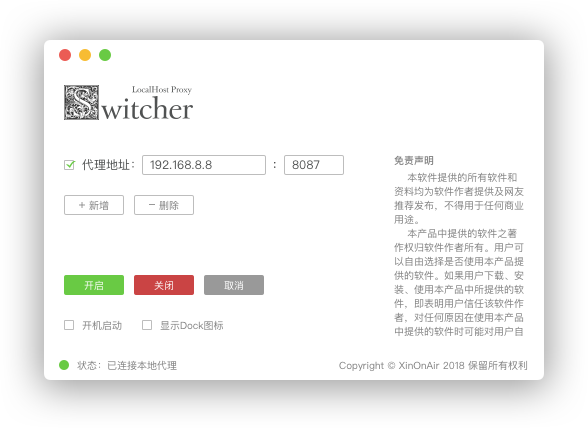 LocalHost Proxy
Switcher
代理地址: 192.168.8.8 : 8087
+ 新增 − 删除
开启 关闭 取消
开机启动 显示Dock图标
免责声明
本软件提供的所有软件和
资料均为软件作者提供及网友
推荐发布，不得用于任何商业
用途。
本产品中提供的软件之著
作权归软件作者所有。用户可
以自由选择是否使用本产品提
供的软件。如果用户下载、安
装、使用本产品中所提供的软
件，即表明用户信任该软件作
者，对任何原因在使用本产品
中提供的软件时可能对用户自
状态：已连接本地代理
Copyright © XinOnAir 2018 保留所有权利